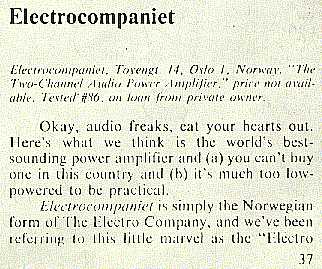 Electrocompaniet
Electrocompaniet, Toyengt. 14, Oslo 1, Norway. "The
Two-Channel Audio Power Amplifier," price not avail-
able. Tested #86, on loan from private owner.
Okay, audio freaks, eat your hearts out.
Here's what we think is the world's best-
sounding power amplifier and (a) you can't buy
one in this country and (b) it's much too low-
powered to be practical.
Electrocompaniet is simply the Norwegian
form of The Electro Company, and we've been
referring to this little marvel as the "Electro
37